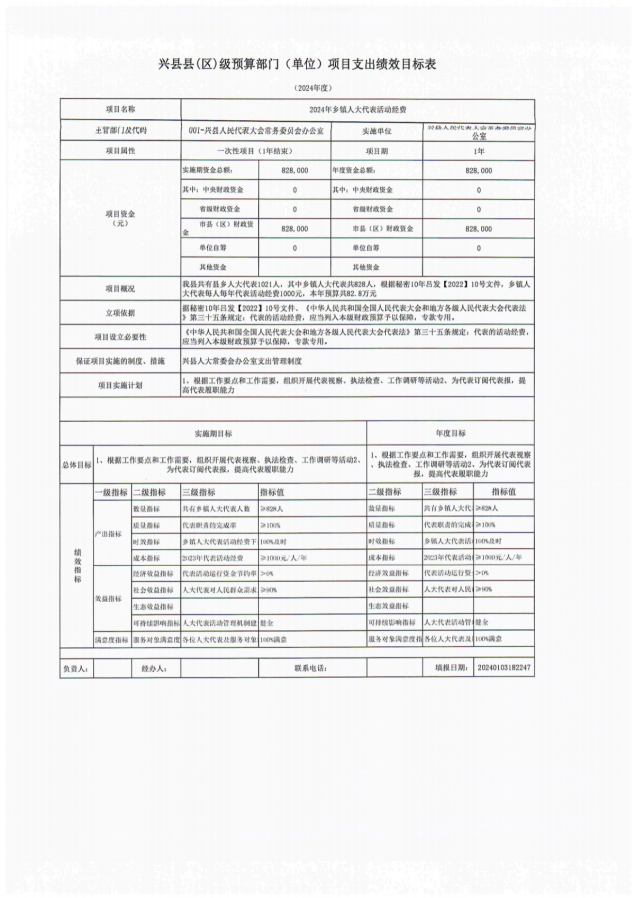 兴县县(区)级预算部门（单位）项目支出绩效目标表
（2024年度）
项目名称 2024年乡镇人大代表活动经费
主管部门及代码 001-兴县人民代表大会常务委员会办公室 实施单位 兴县人民代表大会常务委员会办公室
项目属性 一次性项目（1年结束） 项目期 1年
项目资金（元） 实施期资金总额： 828,000 年度资金总额： 828,000
其中：中央财政资金 0 其中：中央财政资金 0
省级财政资金 0 省级财政资金 0
市县（区）财政资金 828,000 市县（区）财政资金 828,000
单位自筹 0 单位自筹 0
其他资金 其他资金
项目概况 我县共有县乡人大代表1021人，其中乡镇人大代表共828人，根据秘密10年吕发【2022】10号文件，乡镇人
大代表每人每年代表活动经费1000元，本年预算共82.8万元
立项依据 据秘密10年吕发【2022】10号文件、《中华人民共和国全国人民代表大会和地方各级人民代表大会代表法
》第三十五条规定：代表的活动经费，应当列入本级财政预算予以保障，专款专用。
项目设立必要性 《中华人民共和国全国人民代表大会和地方各级人民代表大会代表法》第三十五条规定：代表的活动经费，
应当列入本级财政预算予以保障，专款专用。
保证项目实施的制度、措施 兴县人大常委会办公室支出管理制度
项目实施计划 1、根据工作要点和工作需要，组织开展代表视察、执法检查、工作调研等活动2、为代表订阅代表报，提
高代表履职能力
实施期目标 年度目标
总体目标 1、根据工作要点和工作需要，组织开展代表视察、执法检查、工作调研等活动2、
为代表订阅代表报，提高代表履职能力
1、根据工作要点和工作需要，组织开展代表视察
、执法检查、工作调研等活动2、为代表订阅代表
报，提高代表履职能力
绩效指标 一级指标 二级指标 三级指标 指标值 二级指标 三级指标 指标值
产出指标 数量指标 共有乡镇人大代表人数 ≥828人 数量指标 共有乡镇人大代 ≥828人
质量指标 代表职责的完成率 ≥100% 质量指标 代表职责的完成 ≥100%
时效指标 乡镇人大代表活动经费下 100%及时 时效指标 乡镇人大代表活 100%及时
成本指标 2023年代表活动经费 ≥1000元/人/年 成本指标 2023年代表活动 ≥1000元/人/年
效益指标 经济效益指标 代表活动运行资金节约率 >0% 经济效益指标 代表活动运行资 >0%
社会效益指标 人大代表对人民群众需求 ≥90% 社会效益指标 人大代表对人民 ≥90%
生态效益指标 生态效益指标
可持续影响指标 人大代表活动管理机制建 健全 可持续影响指标 人大代表活动管 健全
满意度指标 服务对象满意度 各位人大代表及服务对象 100%满意 服务对象满意度指 各位人大代表及 100%满意
负责人： 经办人： 联系电话： 填报日期： 20240103182247